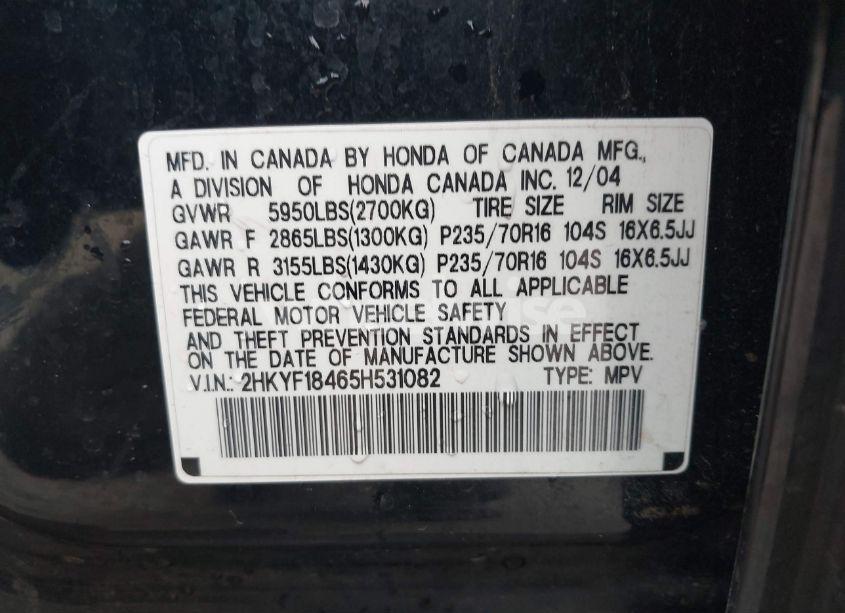 MFD. IN CANADA BY HONDA OF CANADA MFG.,
A DIVISION OF HONDA CANADA INC. 12/04
GVWR 5950LBS(2700KG) TIRE SIZE RIM SIZE
GAWR F 2865LBS(1300KG) P235/70R16 104S 16X6.5JJ
GAWR R 3155LBS(1430KG) P235/70R16 104S 16X6.5JJ
THIS VEHICLE CONFORMS TO ALL APPLICABLE
FEDERAL MOTOR VEHICLE SAFETY
AND THEFT PREVENTION STANDARDS IN EFFECT
ON THE DATE OF MANUFACTURE SHOWN ABOVE.
V.I.N.: 2HKYF18465H531082 TYPE: MPV